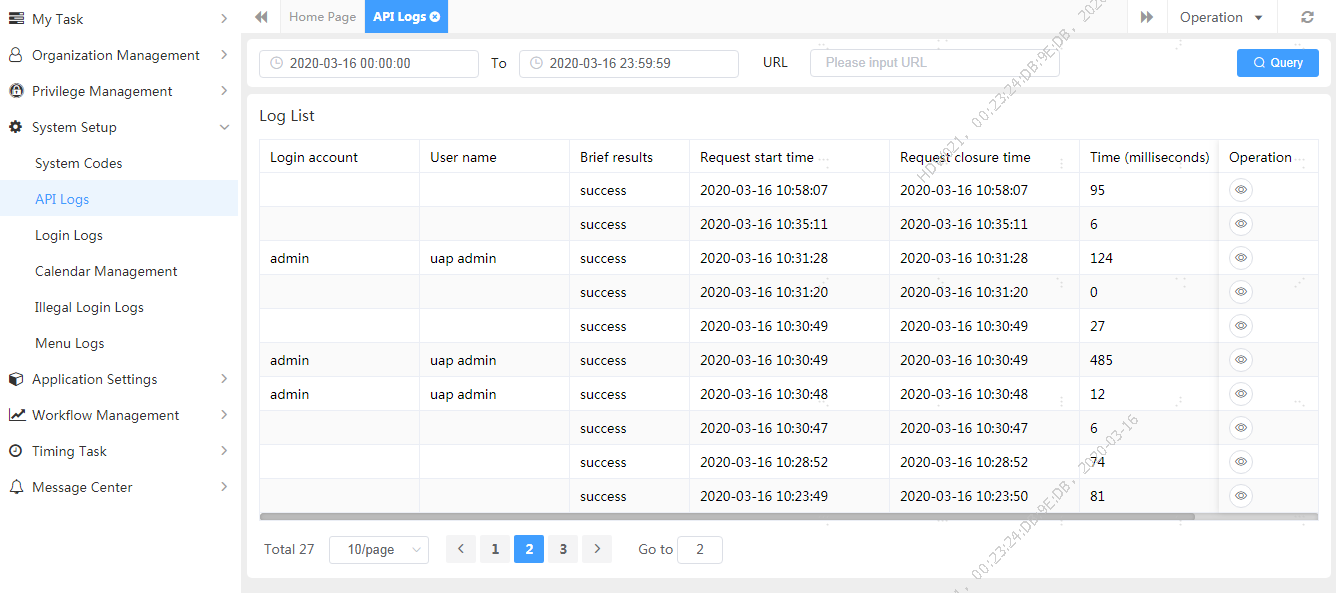 My Task
Organization Management
Privilege Management
System Setup
System Codes
API Logs
Login Logs
Calendar Management
Illegal Login Logs
Menu Logs
Application Settings
Workflow Management
Timing Task
Message Center
Home Page API Logs Operation
2020-03-16 00:00:00 To 2020-03-16 23:59:59 URL Please input URL Query
Log List
Login account User name Brief results Request start time Request closure time Time (milliseconds) Operation
success 2020-03-16 10:58:07 2020-03-16 10:58:07 95
success 2020-03-16 10:35:11 2020-03-16 10:35:11 6
admin uap admin success 2020-03-16 10:31:28 2020-03-16 10:31:28 124
success 2020-03-16 10:31:20 2020-03-16 10:31:20 0
success 2020-03-16 10:30:49 2020-03-16 10:30:49 27
admin uap admin success 2020-03-16 10:30:49 2020-03-16 10:30:49 485
admin uap admin success 2020-03-16 10:30:48 2020-03-16 10:30:48 12
success 2020-03-16 10:30:47 2020-03-16 10:30:47 6
success 2020-03-16 10:28:52 2020-03-16 10:28:52 74
success 2020-03-16 10:23:49 2020-03-16 10:23:50 81
Total 27 10/page 1 2 3 Go to 2
00:23:24:DB:9E:DB, 2020
00:23:24:DB:9E:DB, 2020-03-16